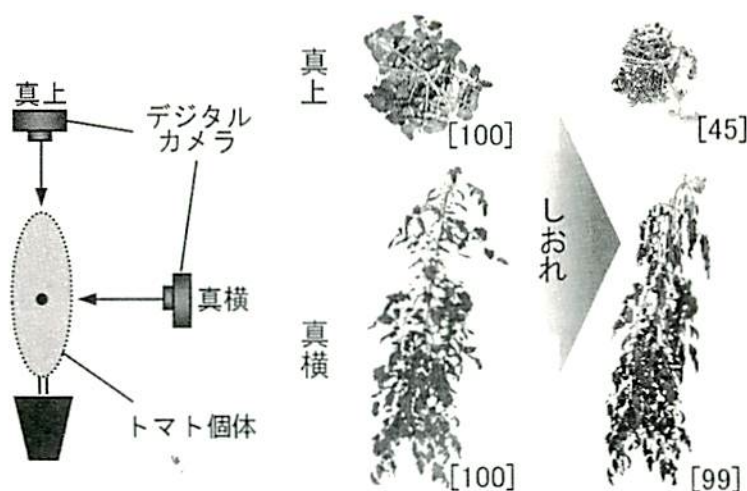 真上
デジタル
カメラ
真横
トマト個体
真上
[100]
[45]
しおれ
真横
[100]
[99]